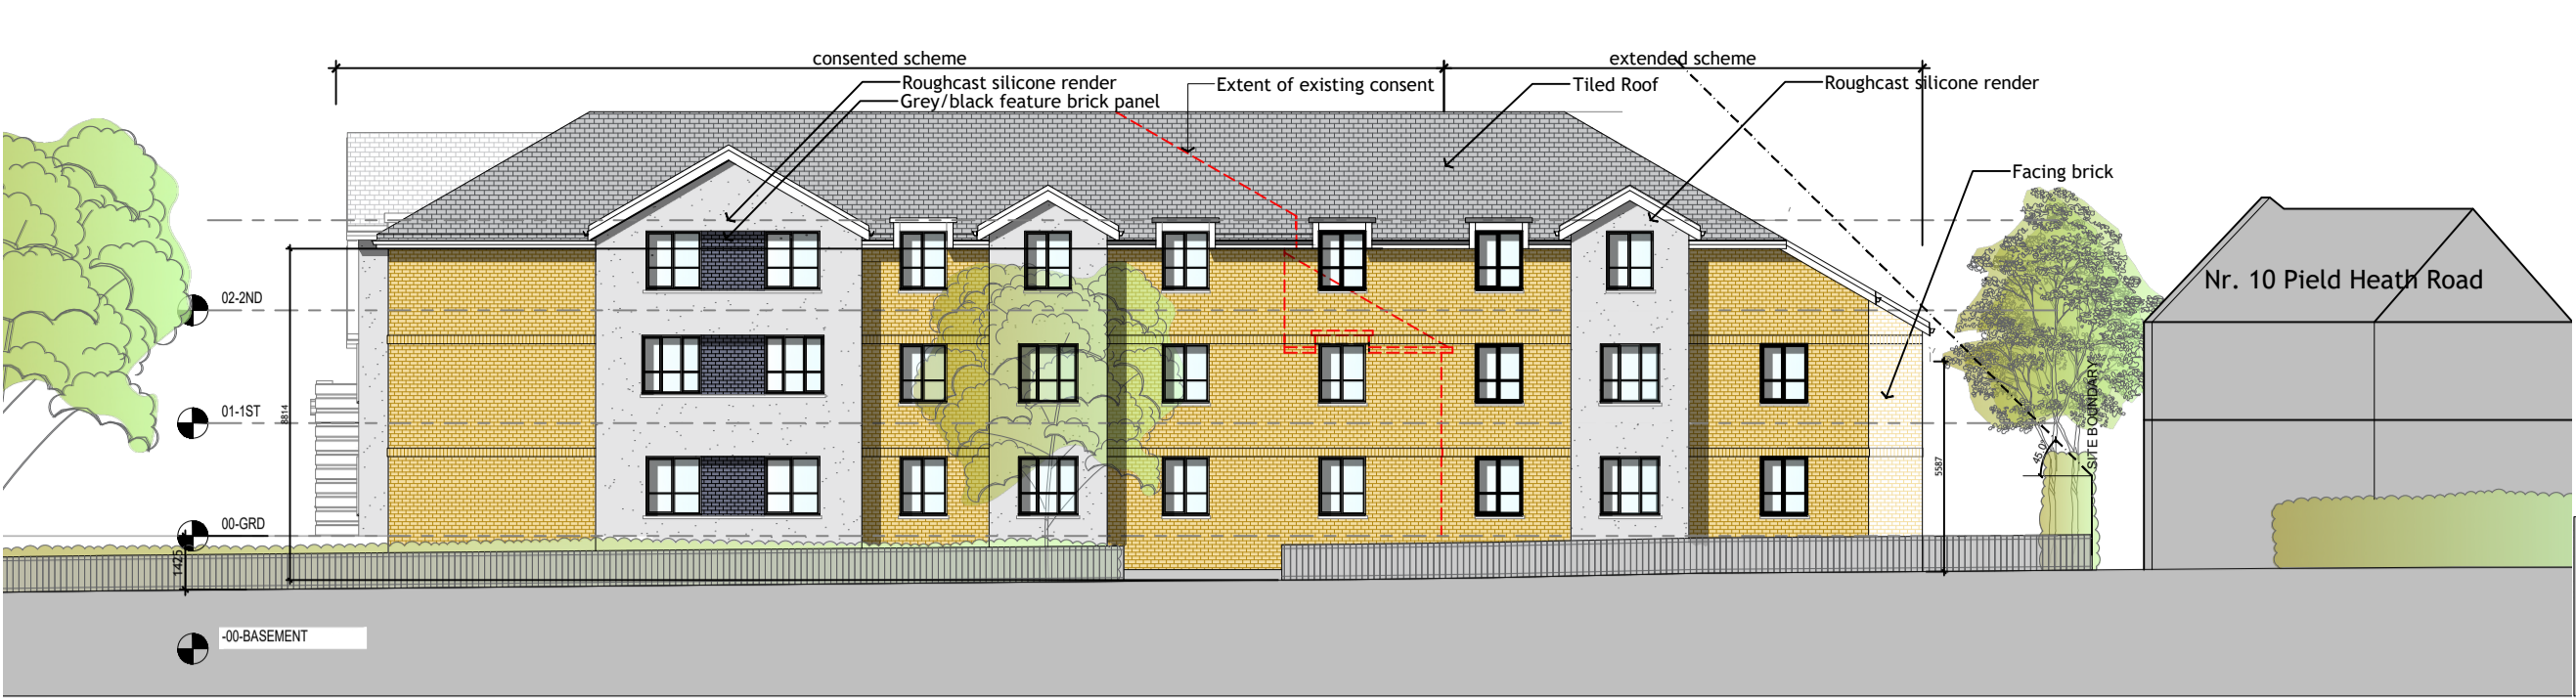 consented scheme
extended scheme
Roughcast silicone render
Grey/black feature brick panel
Extent of existing consent
Tiled Roof
Roughcast silicone render
Facing brick
Nr. 10 Pield Heath Road
02-2ND
01-1ST
00-GRD
-00-BASEMENT
8814
1425
5587
45.0°
SITE BOUNDARY